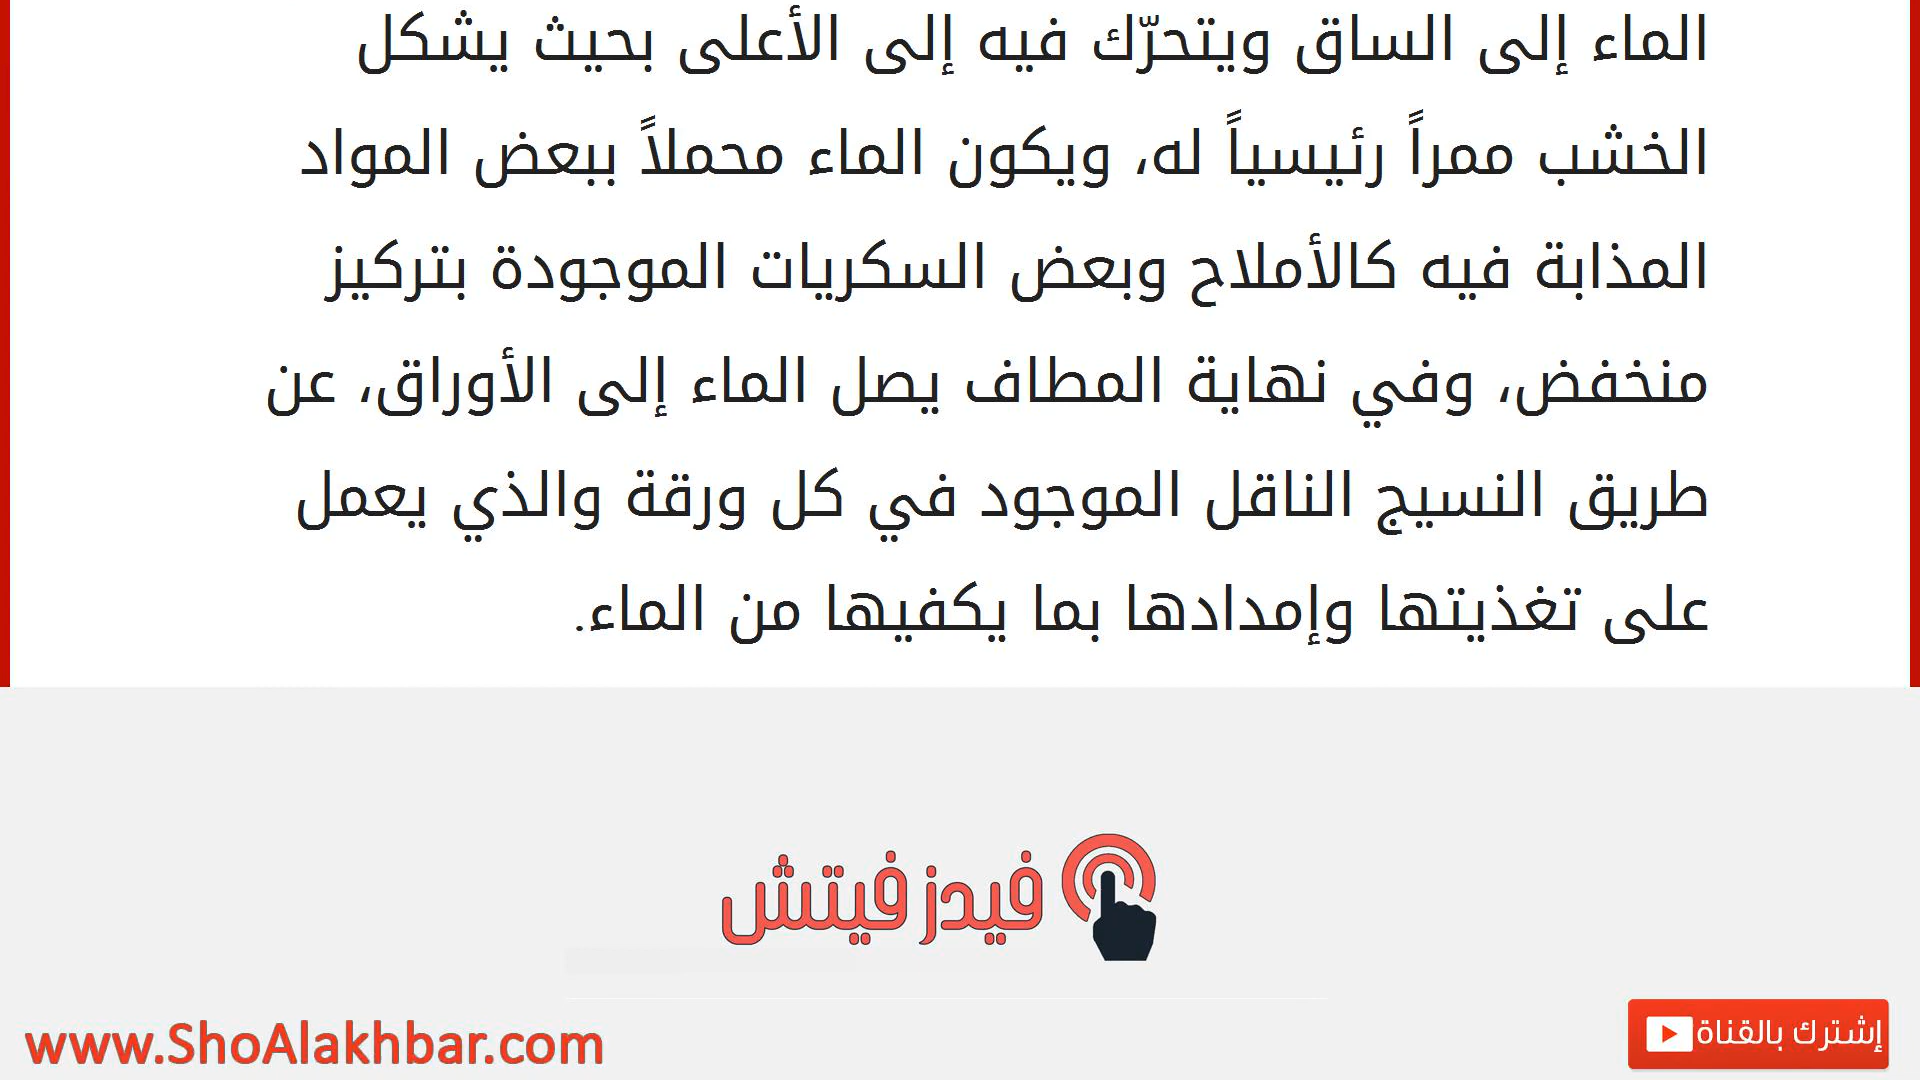 الماء إلى الساق ويتحرّك فيه إلى الأعلى بحيث يشكل
الخشب ممراً رئيسياً له، ويكون الماء محملاً ببعض المواد
المذابة فيه كالأملاح وبعض السكريات الموجودة بتركيز
منخفض، وفي نهاية المطاف يصل الماء إلى الأوراق، عن
طريق النسيج الناقل الموجود في كل ورقة والذي يعمل
على تغذيتها وإمدادها بما يكفيها من الماء.
فيدز فيتش
www.ShoAlakhbar.com
إشترك بالقناة